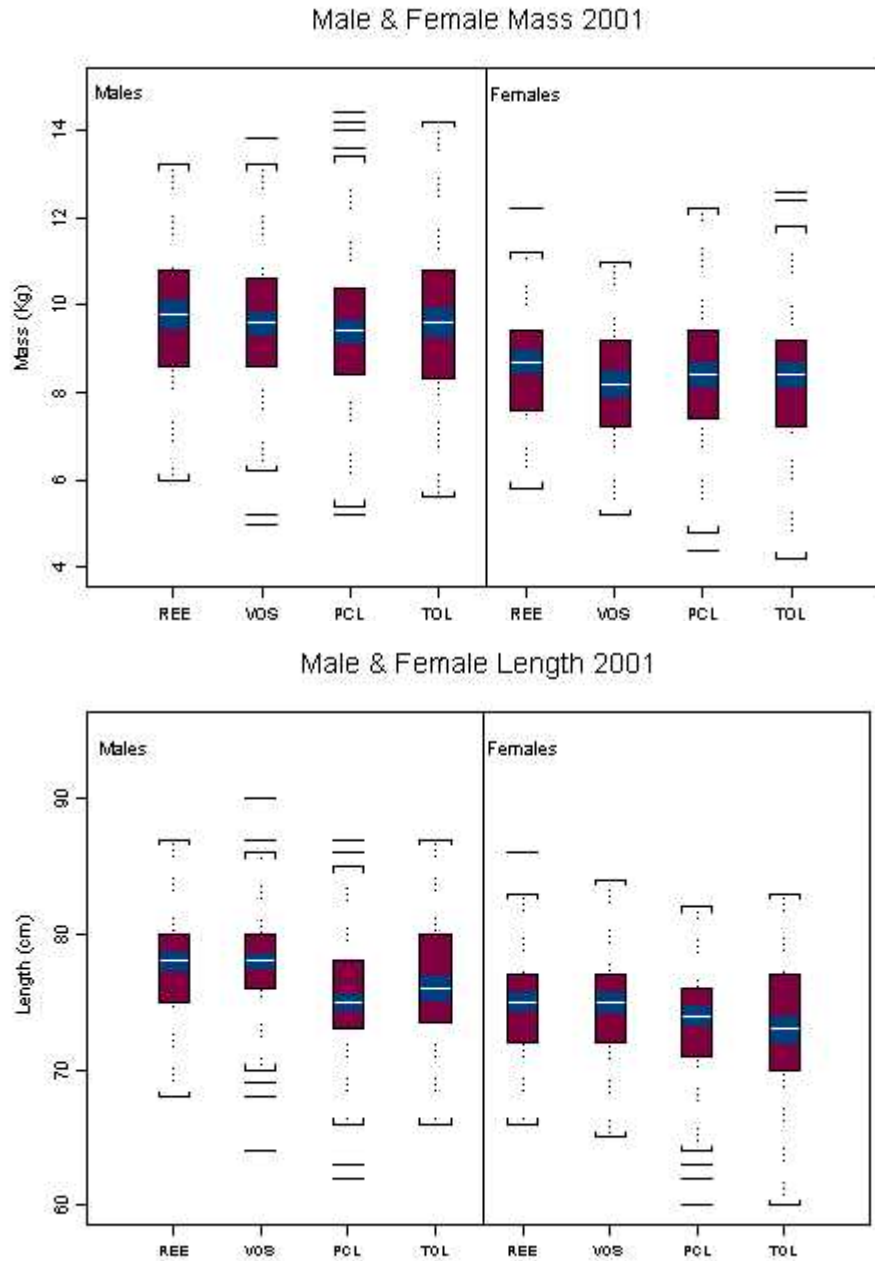 Male & Female Mass 2001
Males
Females
14
12
10
8
6
4
Mass (Kg)
REE VOS PCL TOL REE VOS PCL TOL
Male & Female Length 2001
Males
Females
90
80
70
60
Length (cm)
REE VOS PCL TOL REE VOS PCL TOL